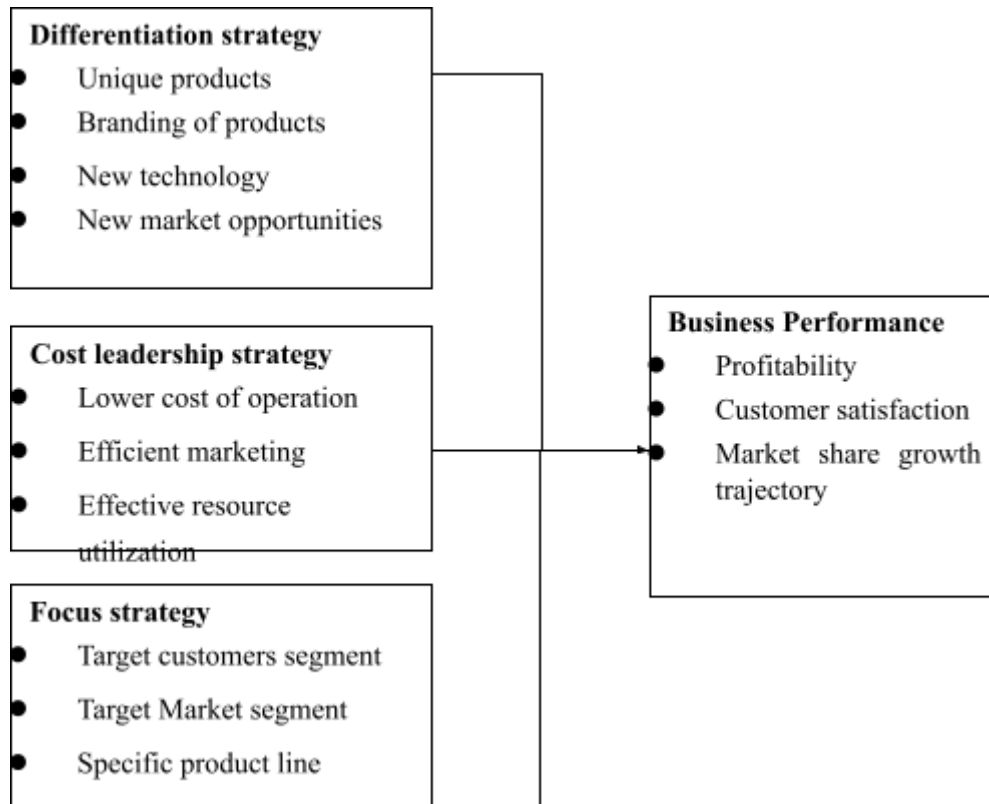 Differentiation strategy
Unique products
Branding of products
New technology
New market opportunities
Cost leadership strategy
Lower cost of operation
Efficient marketing
Effective resource
utilization
Focus strategy
Target customers segment
Target Market segment
Specific product line
Business Performance
Profitability
Customer satisfaction
Market share growth
trajectory